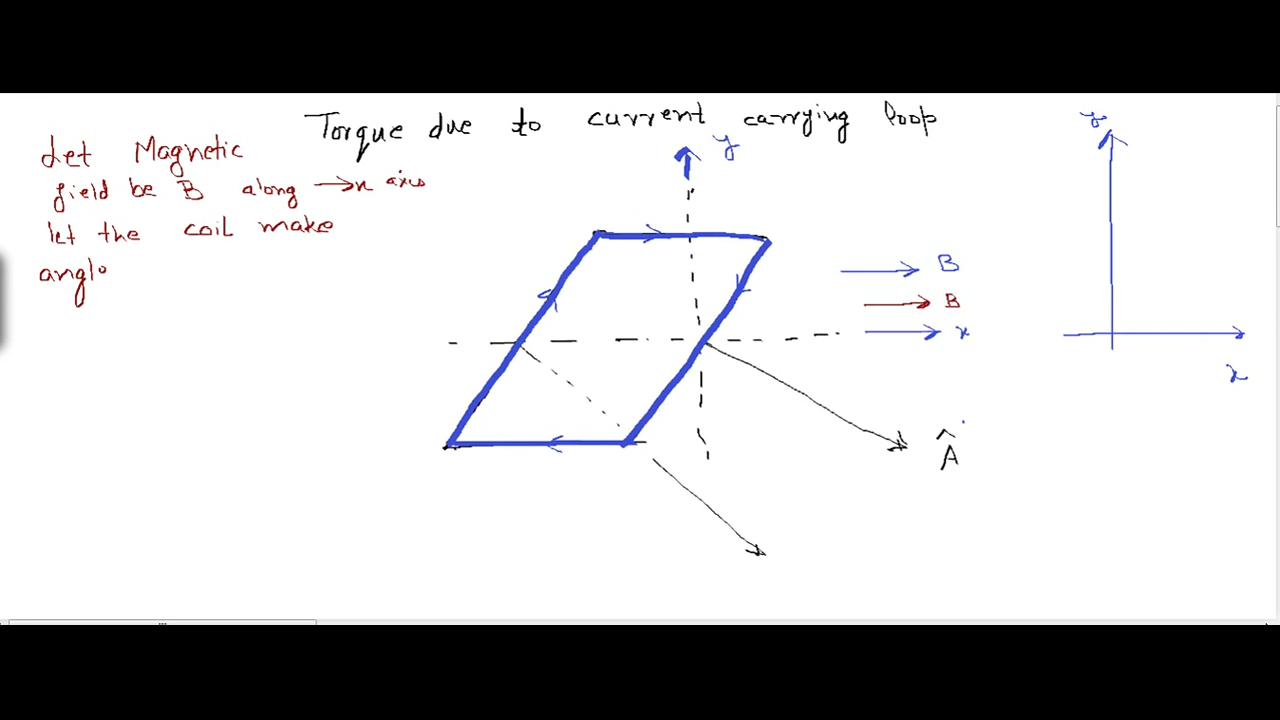 Torque due to current carrying loop
Let Magnetic
field be B along → x axis
let the coil make
angle
y
B
B
x
Â
y
x